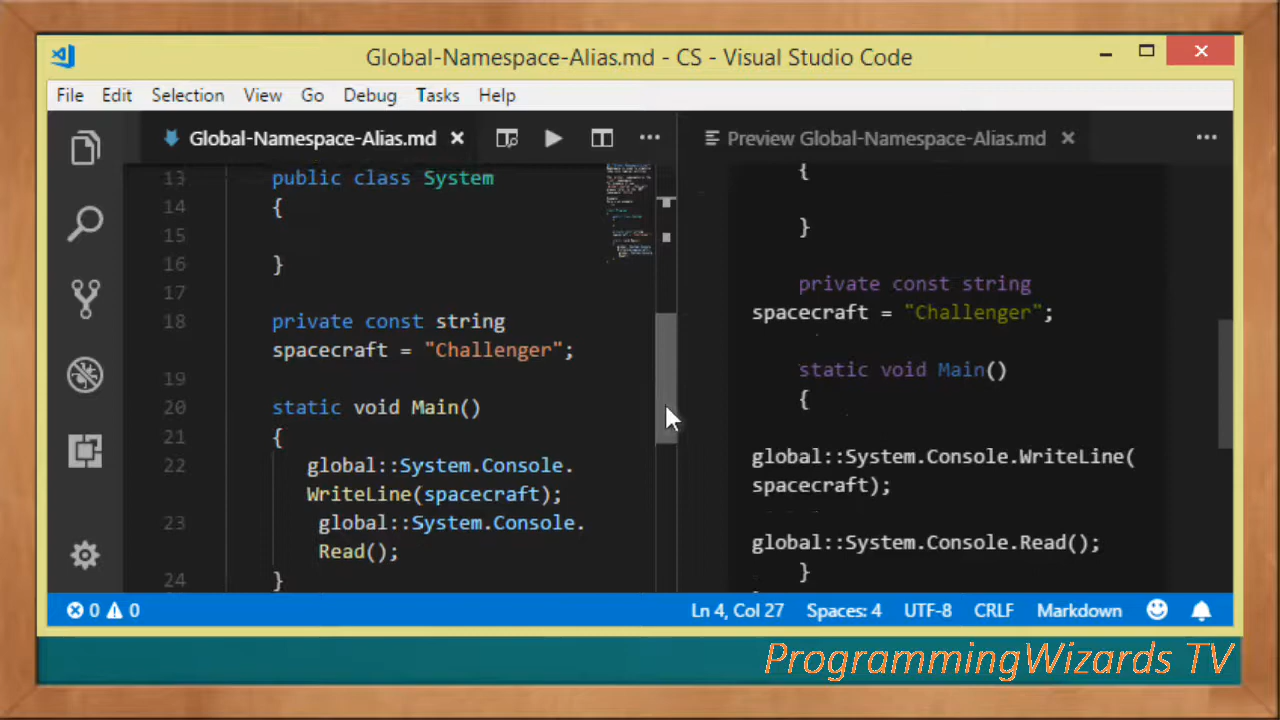 Global-Namespace-Alias.md - CS - Visual Studio Code
File Edit Selection View Go Debug Tasks Help
Global-Namespace-Alias.md
Preview Global-Namespace-Alias.md
13 public class System
14 {
15
16 }
17
18 private const string
spacecraft = "Challenger";
19
20 static void Main()
21 {
22 global::System.Console.
WriteLine(spacecraft);
23 global::System.Console.
Read();
24 }
{
}
private const string
spacecraft = "Challenger";
static void Main()
{
global::System.Console.WriteLine(
spacecraft);
global::System.Console.Read();
}
0 0 Ln 4, Col 27 Spaces: 4 UTF-8 CRLF Markdown
ProgrammingWizards TV